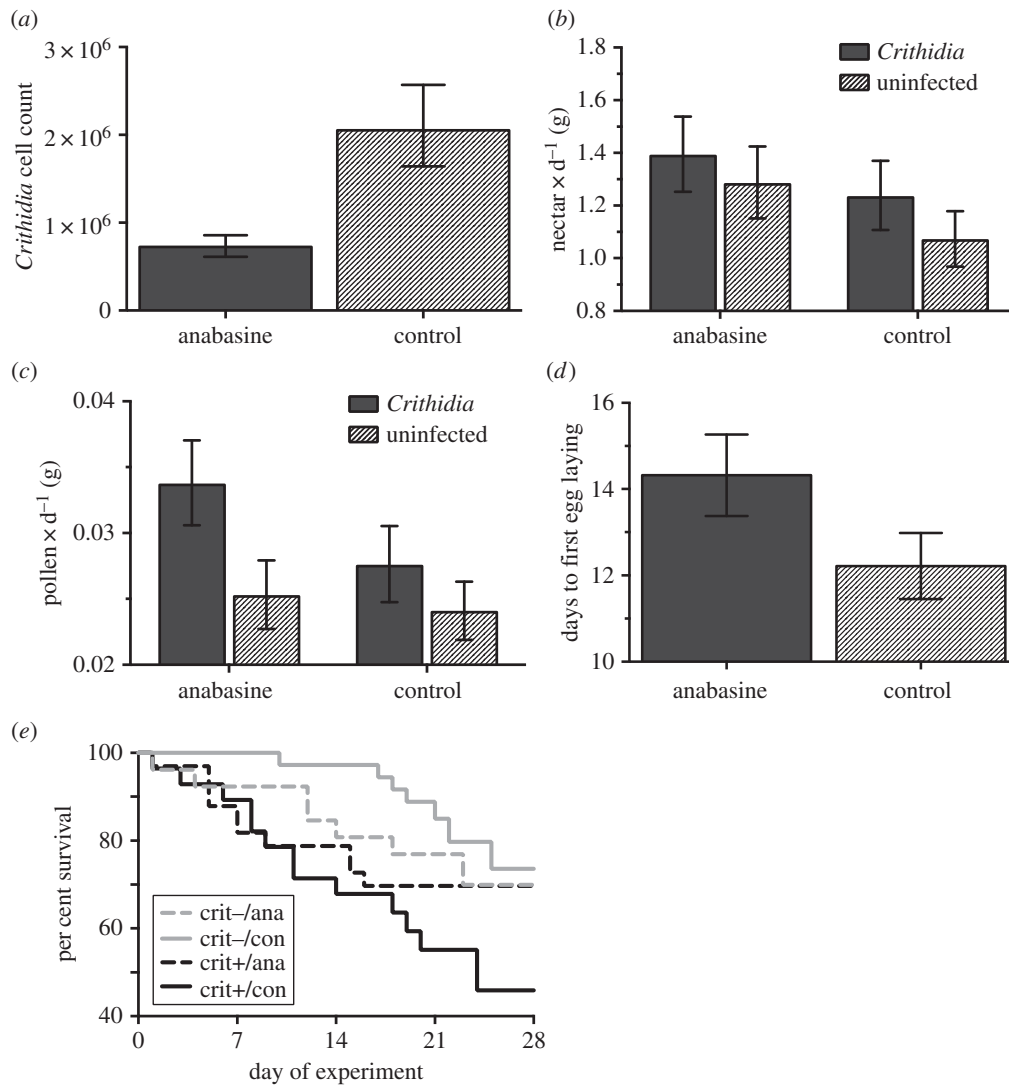 (a)
3 × 10⁶
2 × 10⁶
1 × 10⁶
0
Crithidia cell count
anabasine control
(b)
1.8
1.6
1.4
1.2
1.0
0.8
nectar × d⁻¹ (g)
Crithidia
uninfected
anabasine control
(c)
0.04
0.03
0.02
pollen × d⁻¹ (g)
Crithidia
uninfected
anabasine control
(d)
16
14
12
10
days to first egg laying
anabasine control
(e)
100
80
60
40
per cent survival
crit–/ana
crit–/con
crit+/ana
crit+/con
0 7 14 21 28
day of experiment